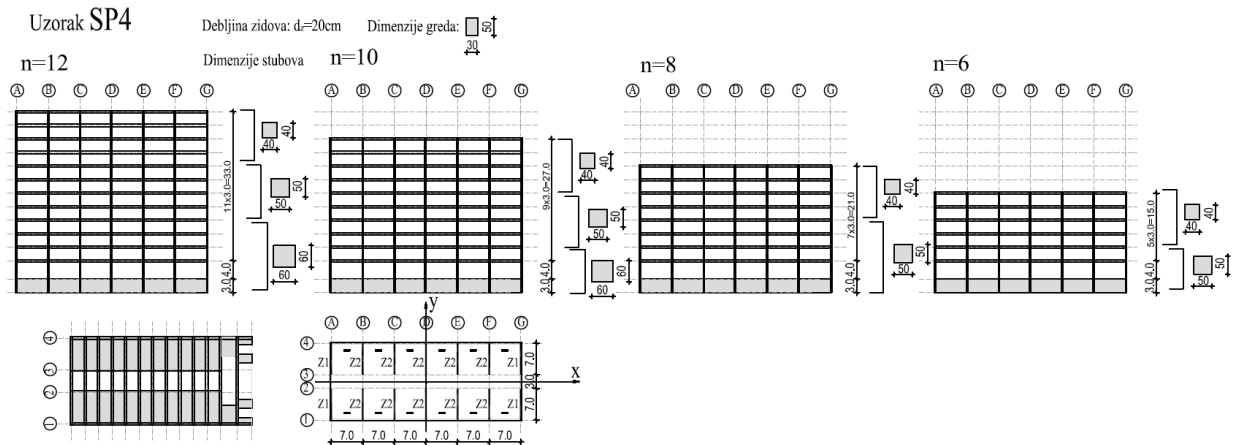 Uzorak SP4
Debljina zidova: dz=20cm
Dimenzije greda:
50
30
Dimenzije stubova
n=12
n=10
n=8
n=6
A B C D E F G
A B C D E F G
A B C D E F G
A B C D E F G
11x3.0=33.0
3.0 4.0
40
40
50
50
60
60
9x3.0=27.0
3.0 4.0
40
40
50
50
60
60
7x3.0=21.0
3.0 4.0
40
40
50
50
5x3.0=15.0
3.0 4.0
40
40
50
50
4
3
2
1
y
A B C D E F G
4
Z1 Z2 Z2 Z2 Z2 Z1
7.0
3
x
3.0
2
Z1 Z2 Z2 Z2 Z2 Z1
7.0
1
7.0 7.0 7.0 7.0 7.0 7.0